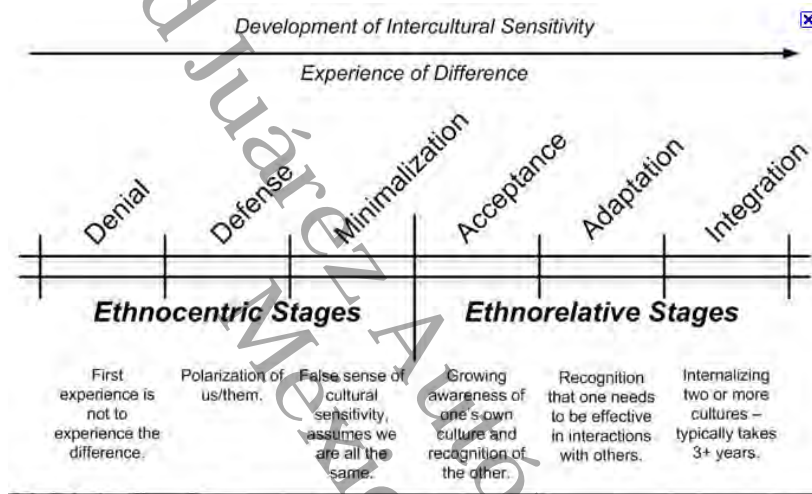 Development of Intercultural Sensitivity
Experience of Difference
Denial
Defense
Minimalization
Acceptance
Adaptation
Integration
Ethnocentric Stages
Ethnorelative Stages
First
experience is
not to
experience the
difference.
Polarization of
us/them.
False sense of
cultural
sensitivity,
assumes we
are all the
same.
Growing
awareness of
one's own
culture and
recognition of
the other.
Recognition
that one needs
to be effective
in interactions
with others.
Internalizing
two or more
cultures –
typically takes
3+ years.
d Juárez Autó
Mexic